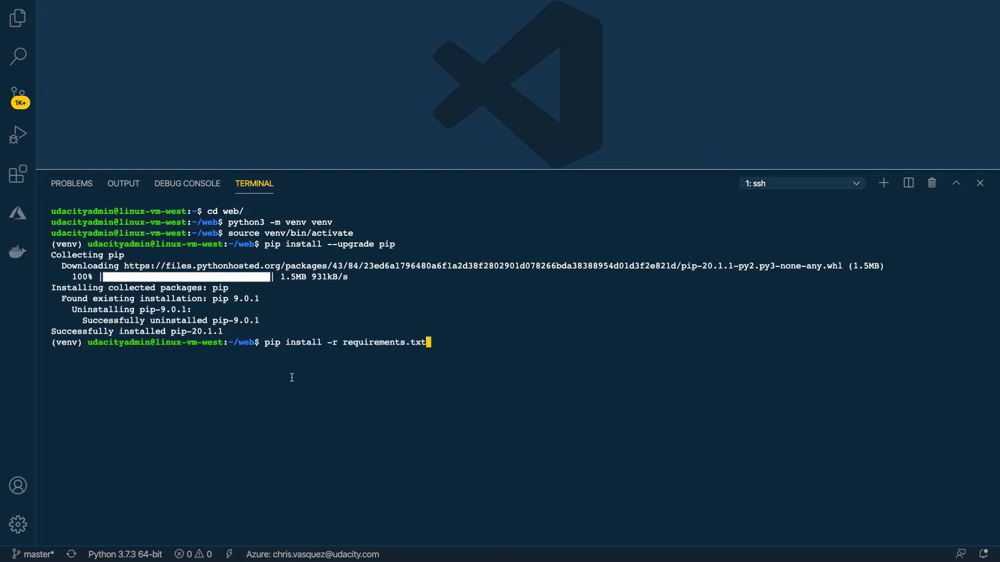 1K+
PROBLEMS OUTPUT DEBUG CONSOLE TERMINAL 1: ssh
udacityadmin@linux-vm-west:~$ cd web/
udacityadmin@linux-vm-west:~/web$ python3 -m venv venv
udacityadmin@linux-vm-west:~/web$ source venv/bin/activate
(venv) udacityadmin@linux-vm-west:~/web$ pip install --upgrade pip
Collecting pip
Downloading https://files.pythonhosted.org/packages/43/84/23ed6a1796480a6f1a2d38f2802901d078266bda38388954d01d3f2e821d/pip-20.1.1-py2.py3-none-any.whl (1.5MB)
100% |████████████████████████████████| 1.5MB 931kB/s
Installing collected packages: pip
Found existing installation: pip 9.0.1
Uninstalling pip-9.0.1:
Successfully uninstalled pip-9.0.1
Successfully installed pip-20.1.1
(venv) udacityadmin@linux-vm-west:~/web$ pip install -r requirements.txt
master* Python 3.7.3 64-bit 0 0 Azure: chris.vasquez@udacity.com